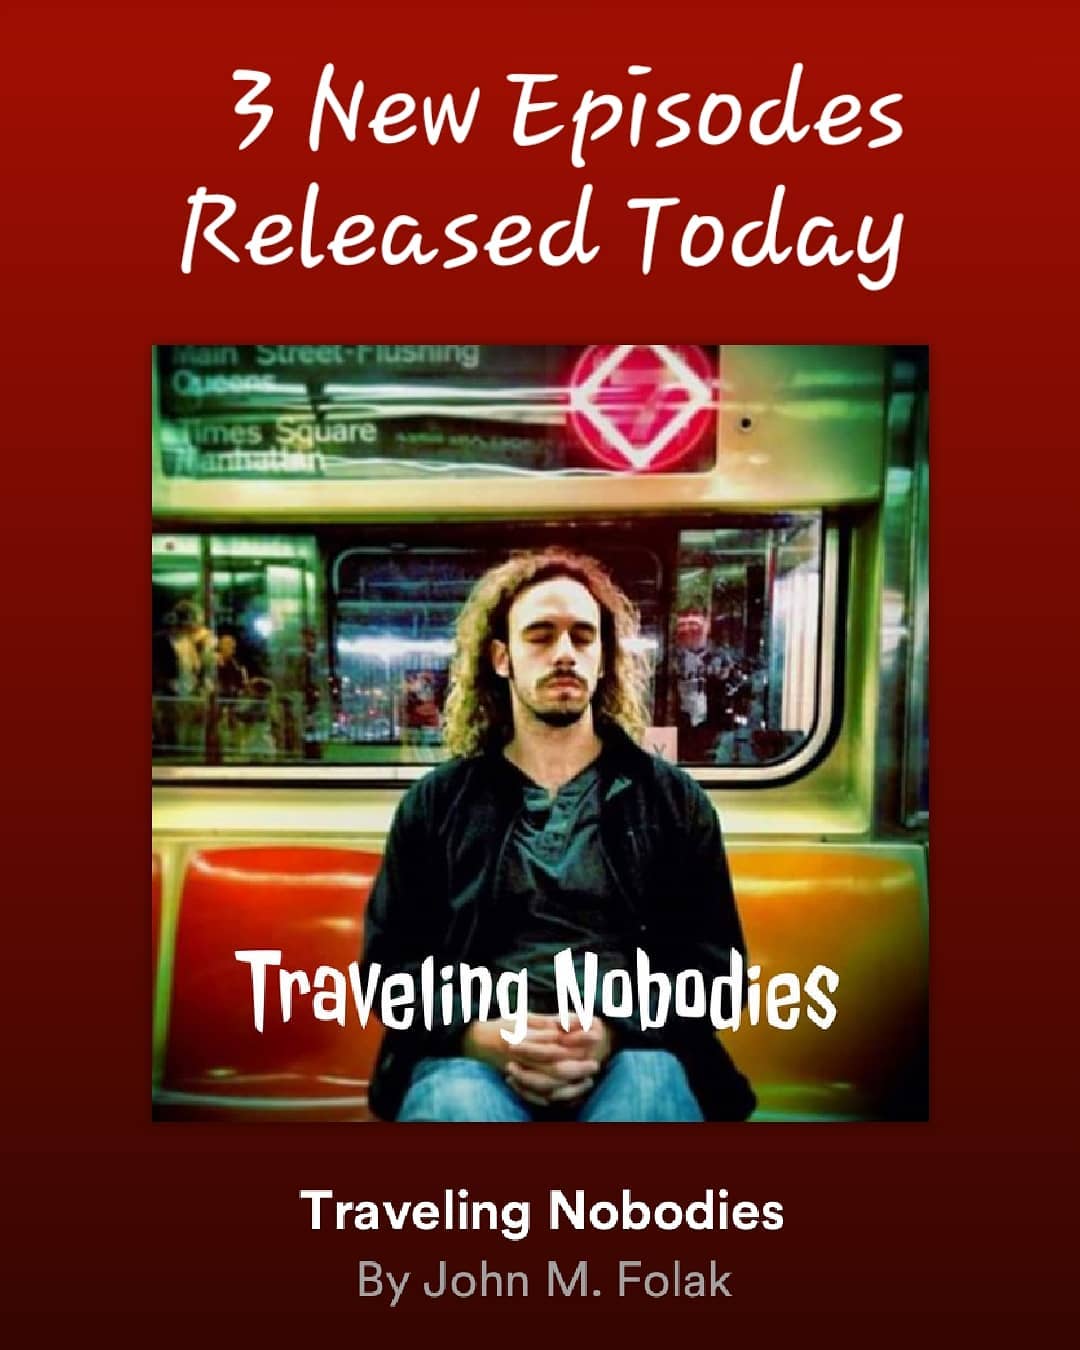 3 New Episodes
Released Today
Main Street-Flushing
Queens
Times Square
Manhattan
7
Traveling Nobodies
Traveling Nobodies
By John M. Folak